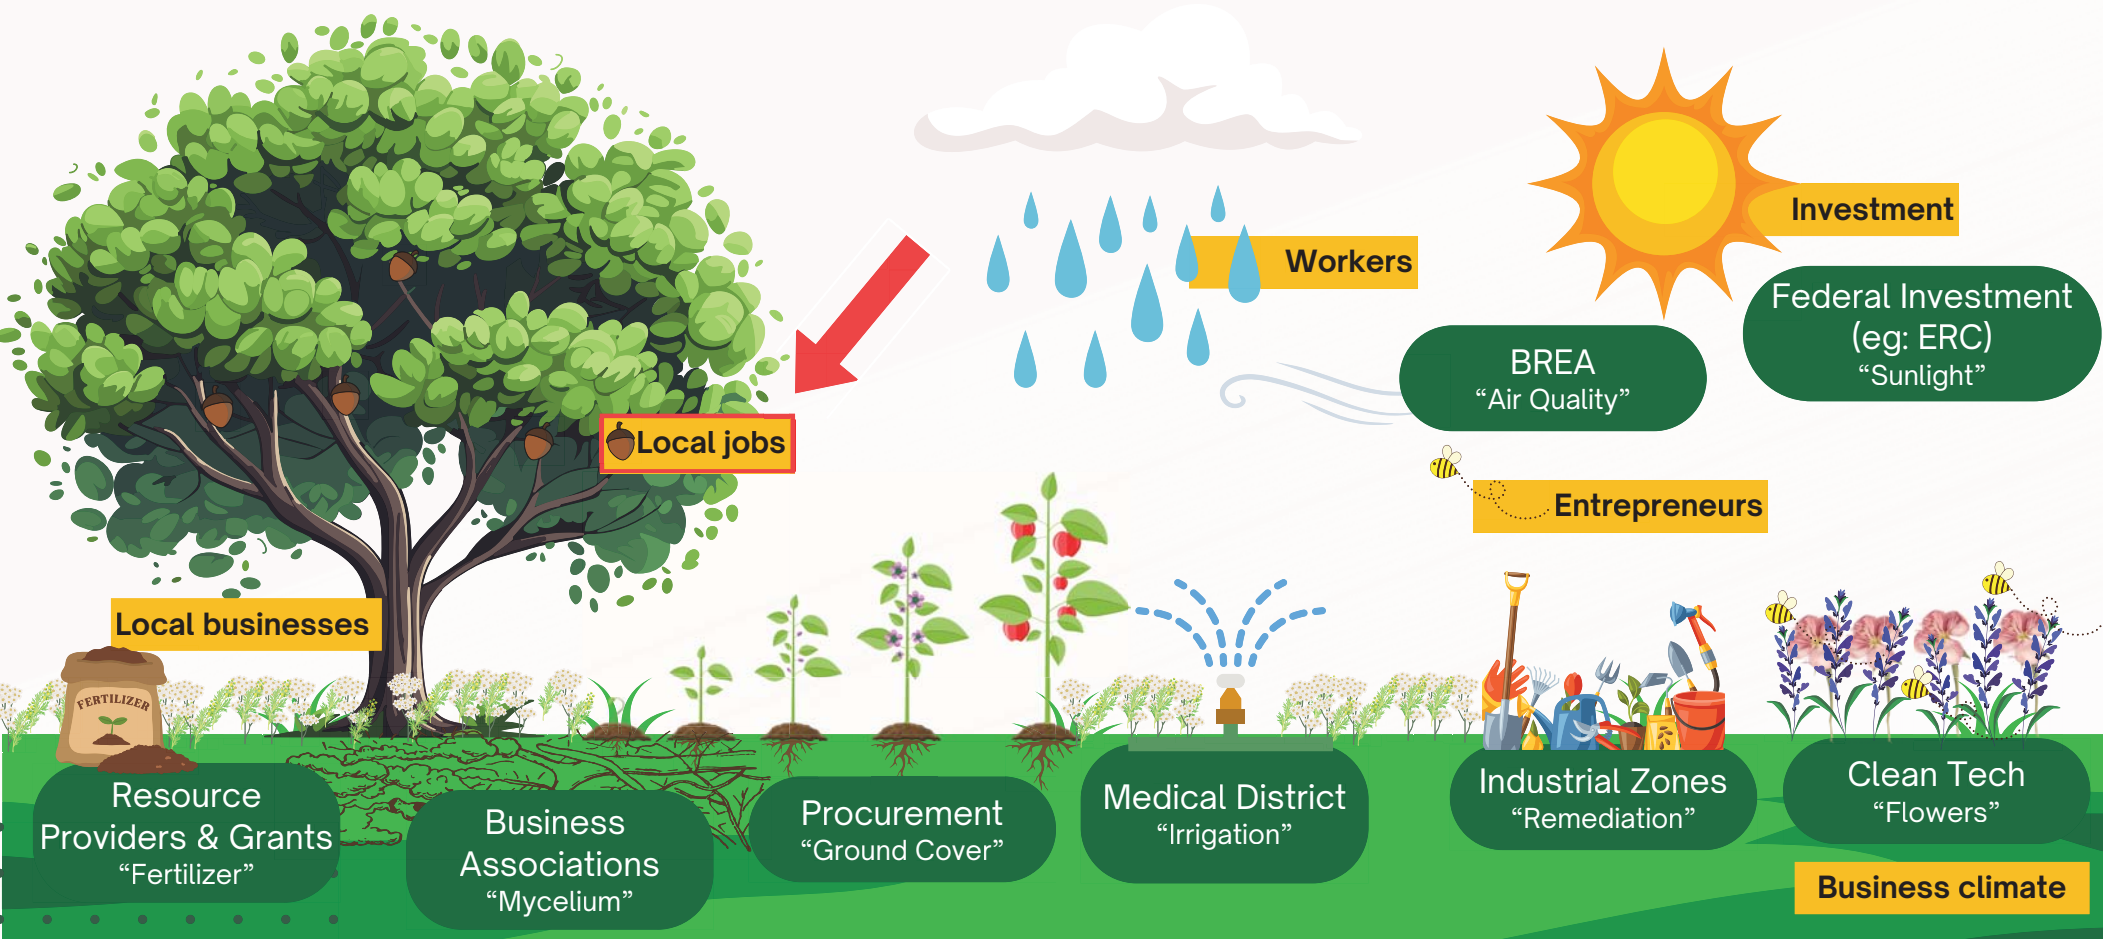 Investment
Workers
Federal Investment
(eg: ERC)
“Sunlight”
BREA
“Air Quality”
Local jobs
Entrepreneurs
Local businesses
FERTILIZER
Resource
Providers & Grants
“Fertilizer”
Business
Associations
“Mycelium”
Procurement
“Ground Cover”
Medical District
“Irrigation”
Industrial Zones
“Remediation”
Clean Tech
“Flowers”
Business climate